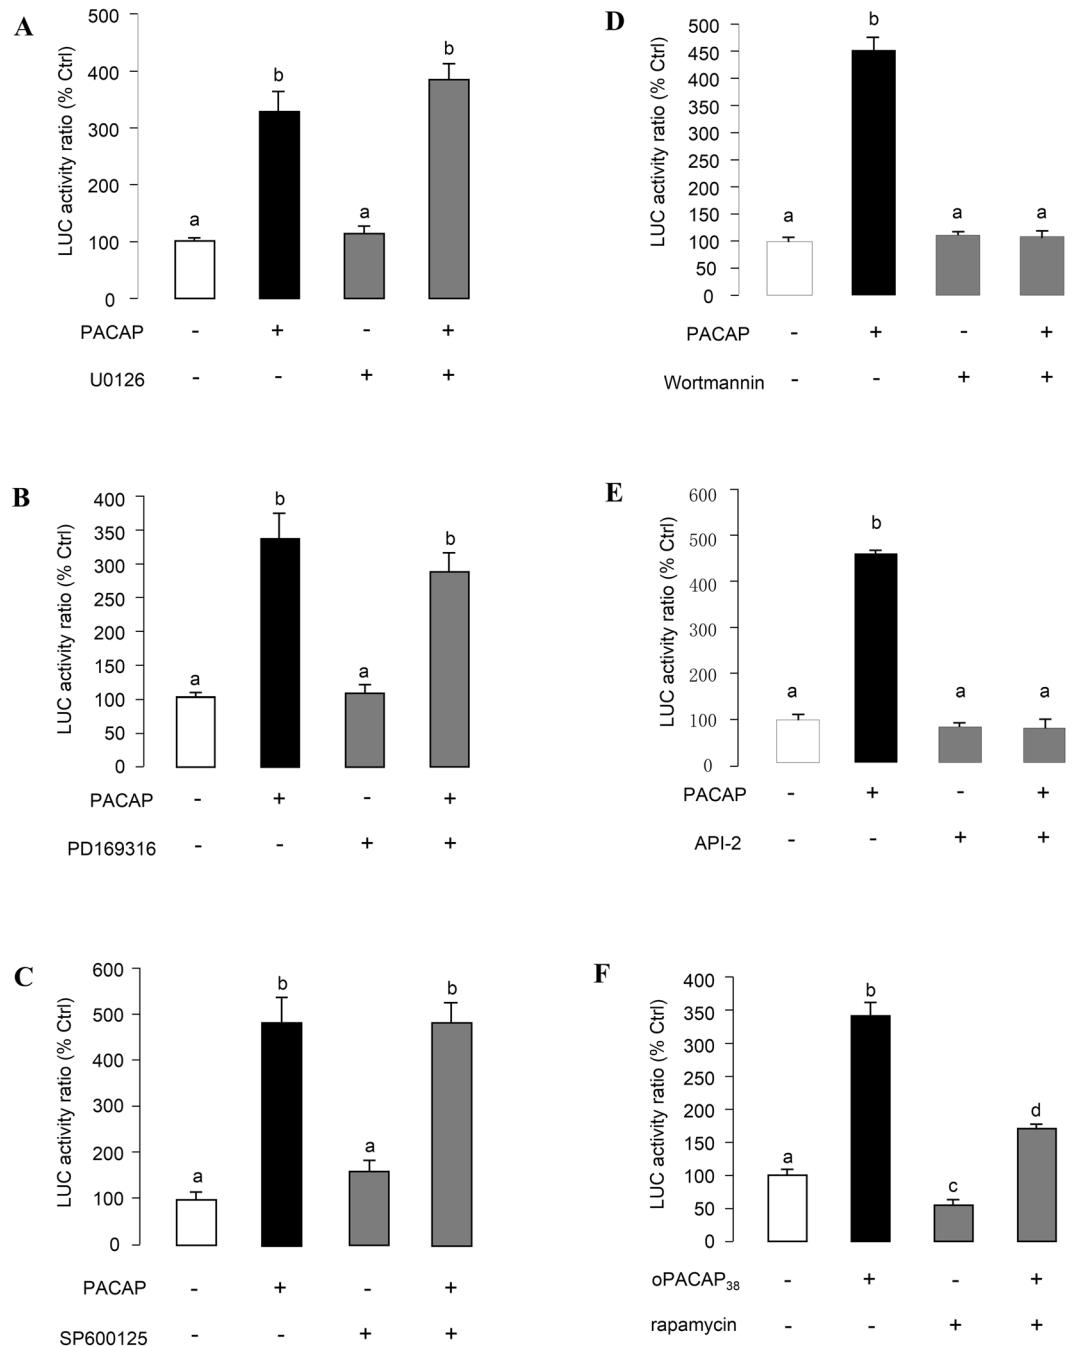 A
LUC activity ratio (% Ctrl)
500
400
300
200
100
0
a
b
a
b
PACAP - + - +
U0126 - - + +
B
LUC activity ratio (% Ctrl)
400
350
300
250
200
150
100
50
0
a
b
a
b
PACAP - + - +
PD169316 - - + +
C
LUC activity ratio (% Ctrl)
600
500
400
300
200
100
0
a
b
a
b
PACAP - + - +
SP600125 - - + +
D
LUC activity ratio (% Ctrl)
500
450
400
350
300
250
200
150
100
50
0
a
b
a
a
PACAP - + - +
Wortmannin - - + +
E
LUC activity ratio (% Ctrl)
600
500
400
300
200
100
0
a
b
a
a
PACAP - + - +
API-2 - - + +
F
LUC activity ratio (% Ctrl)
400
350
300
250
200
150
100
50
0
a
b
c
d
oPACAP38 - + - +
rapamycin - - + +